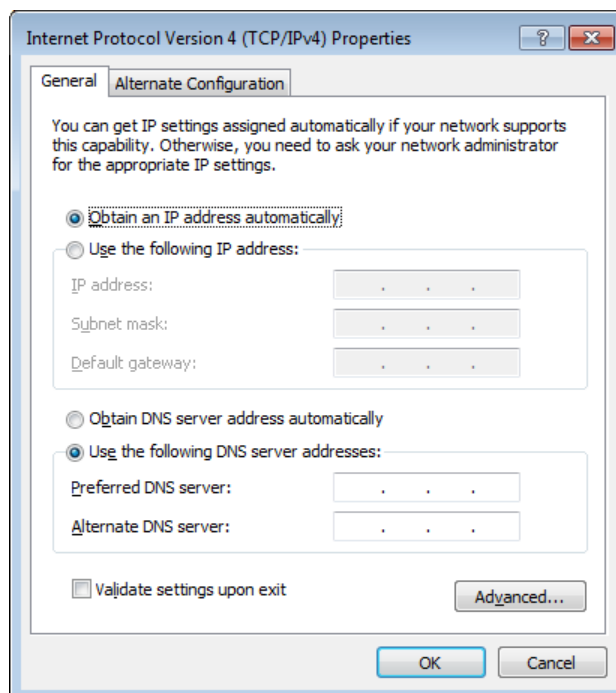 Internet Protocol Version 4 (TCP/IPv4) Properties
?
General
Alternate Configuration
You can get IP settings assigned automatically if your network supports
this capability. Otherwise, you need to ask your network administrator
for the appropriate IP settings.
Obtain an IP address automatically
Use the following IP address:
IP address:
. . .
Subnet mask:
. . .
Default gateway:
. . .
Obtain DNS server address automatically
Use the following DNS server addresses:
Preferred DNS server:
. . .
Alternate DNS server:
. . .
Validate settings upon exit
Advanced...
OK
Cancel